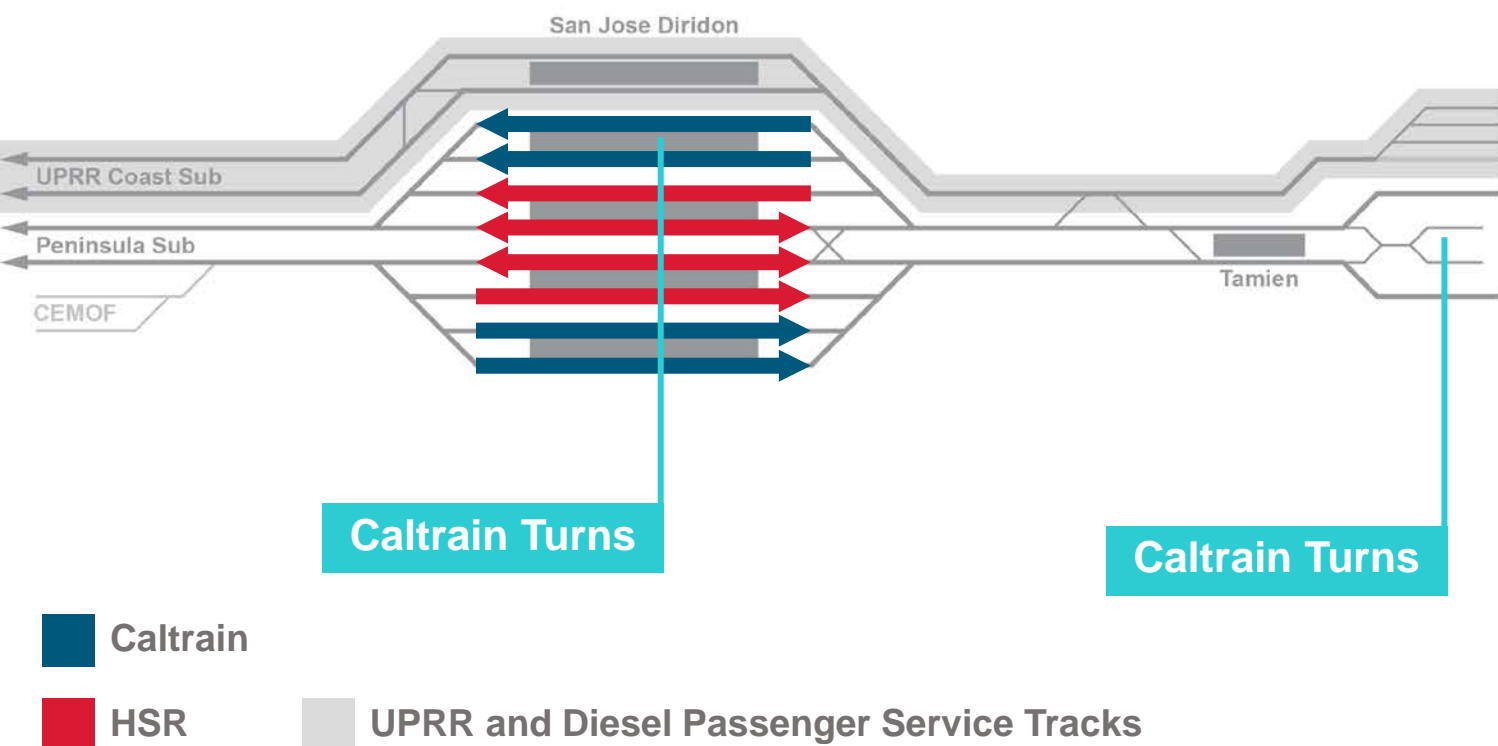 San Jose Diridon
UPRR Coast Sub
Peninsula Sub
CEMOF
Tamien
Caltrain Turns
Caltrain Turns
Caltrain
HSR
UPRR and Diesel Passenger Service Tracks